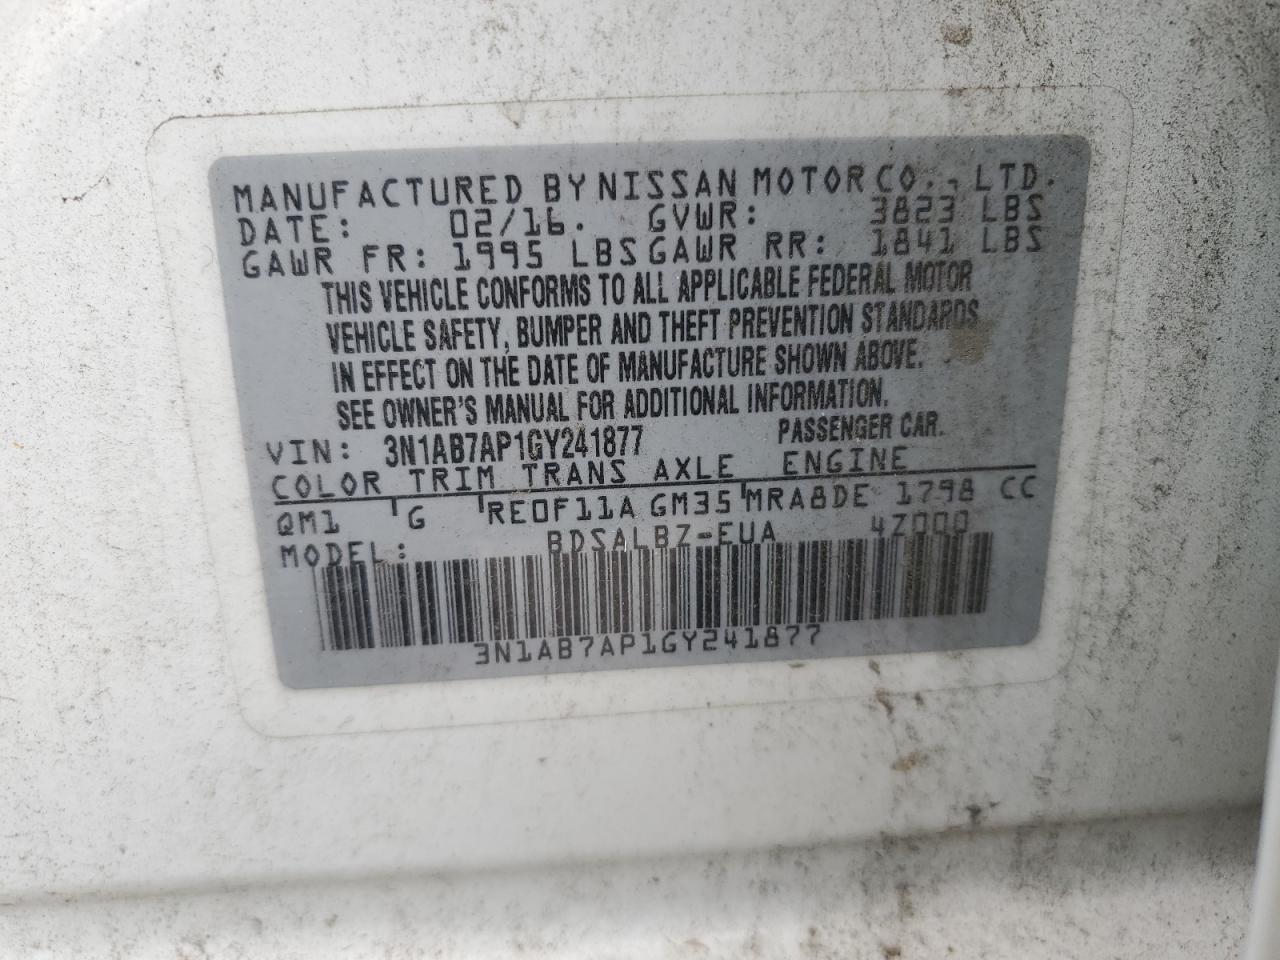 MANUFACTURED BY NISSAN MOTOR CO., LTD.
DATE: 02/16. GVWR: 3823 LBS
GAWR FR: 1995 LBS GAWR RR: 1841 LBS
THIS VEHICLE CONFORMS TO ALL APPLICABLE FEDERAL MOTOR
VEHICLE SAFETY, BUMPER AND THEFT PREVENTION STANDARDS
IN EFFECT ON THE DATE OF MANUFACTURE SHOWN ABOVE.
SEE OWNER'S MANUAL FOR ADDITIONAL INFORMATION.
VIN: 3N1AB7AP1GY241877 PASSENGER CAR.
COLOR TRIM TRANS AXLE ENGINE
QM1 G RE0F11A GM35 MRA8DE 1798 CC
MODEL: BDSALBZ-EUA 4Z000
3N1AB7AP1GY241877